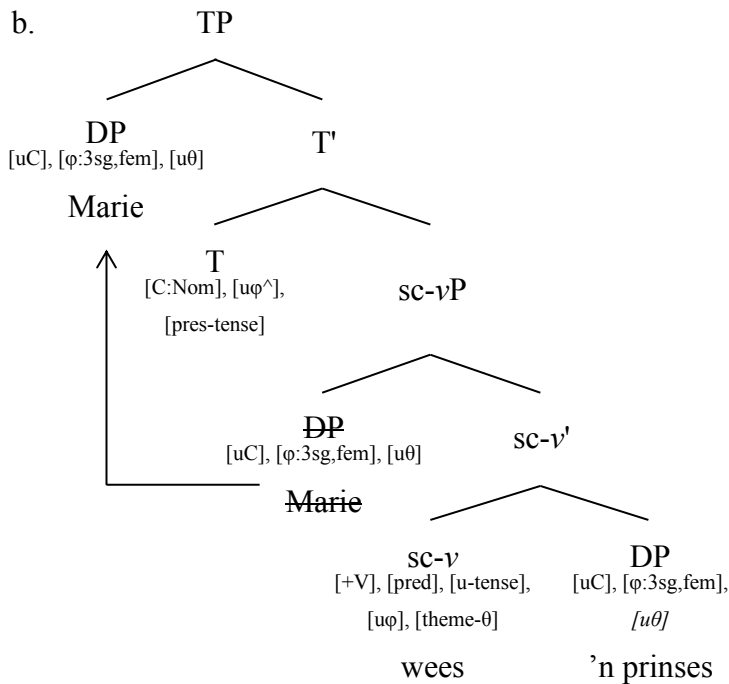 b.
TP
DP
[uC], [φ:3sg,fem], [uθ]
Marie
T'
T
[C:Nom], [uφ^],
[pres-tense]
sc-vP
DP
[uC], [φ:3sg,fem], [uθ]
Marie
sc-v'
sc-v
[+V], [pred], [u-tense],
[uφ], [theme-θ]
wees
DP
[uC], [φ:3sg,fem],
[uθ]
’n prinses